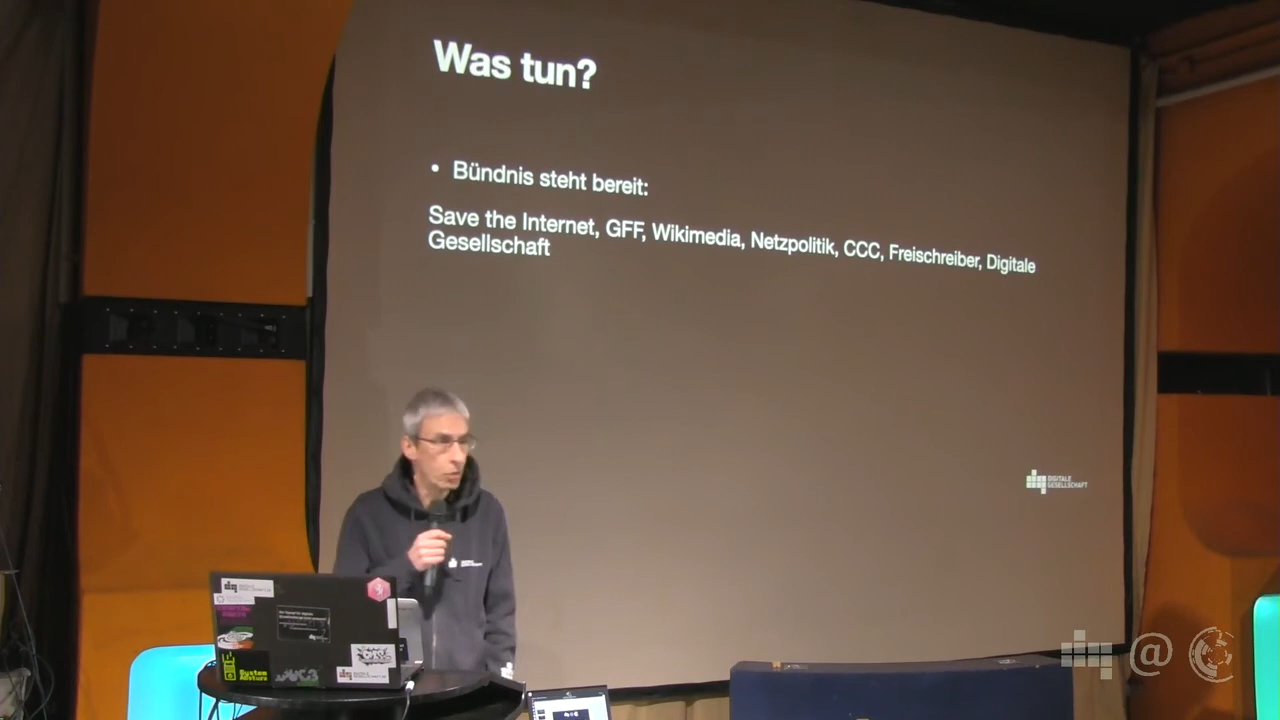 Was tun?
• Bündnis steht bereit:
Save the Internet, GFF, Wikimedia, Netzpolitik, CCC, Freischreiber, Digitale
Gesellschaft
DIGITALE
GESELLSCHAFT
System
@